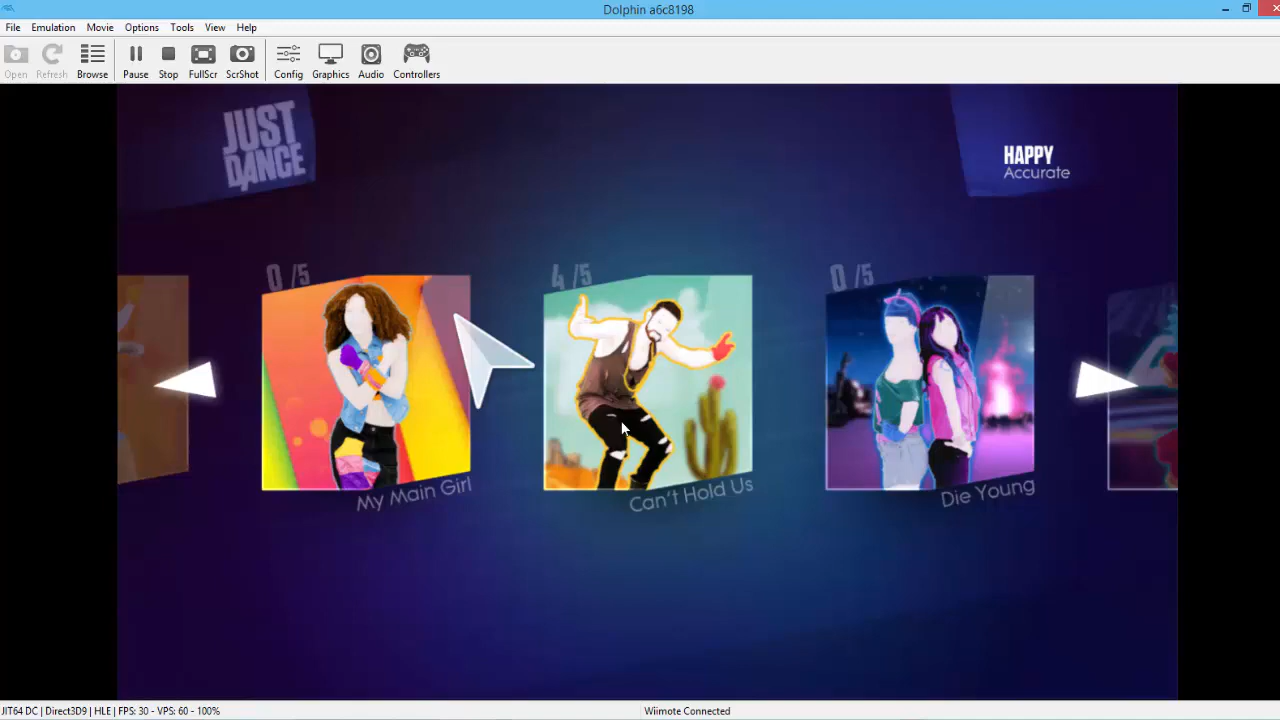 Dolphin a6c8198
File Emulation Movie Options Tools View Help
Open Refresh Browse Pause Stop FullScr ScrShot Config Graphics Audio Controllers
JUST
DANCE
HAPPY
Accurate
0 /5 4 /5 0 /5
My Main Girl Can't Hold Us Die Young
JIT64 DC | Direct3D9 | HLE | FPS: 30 - VPS: 60 - 100% Wiimote Connected